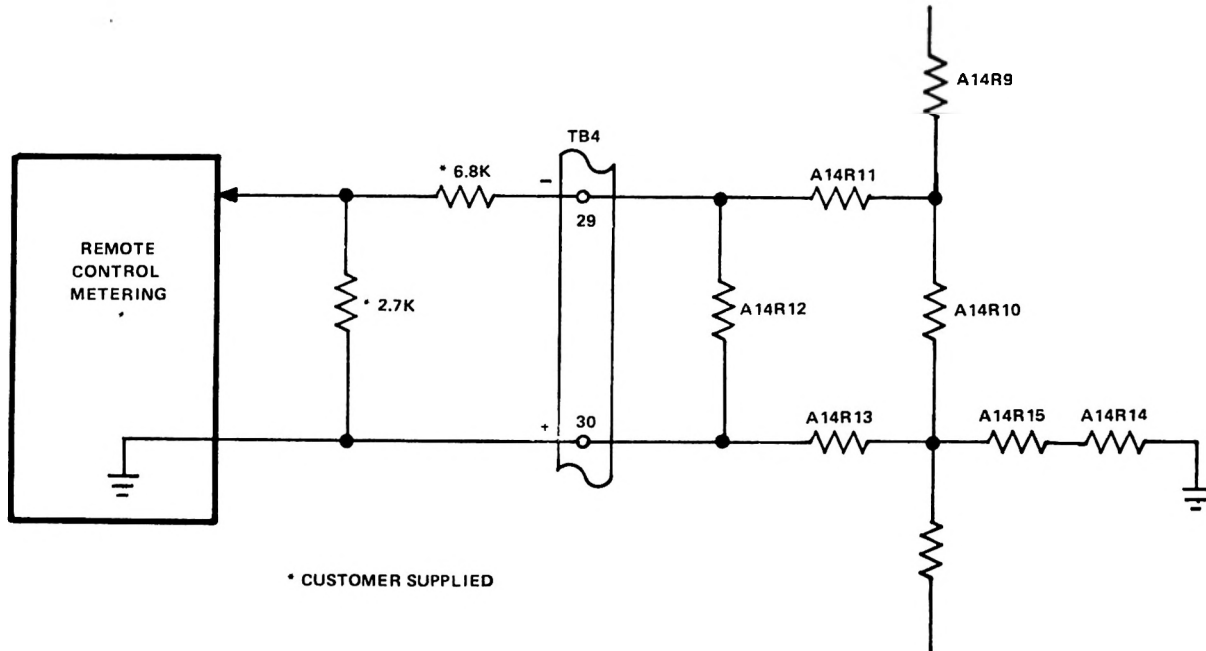 A14R9
TB4
* 6.8K
−
A14R11
29
REMOTE
CONTROL
METERING
*
* 2.7K
A14R12
A14R10
+
30
A14R13
A14R15
A14R14
* CUSTOMER SUPPLIED